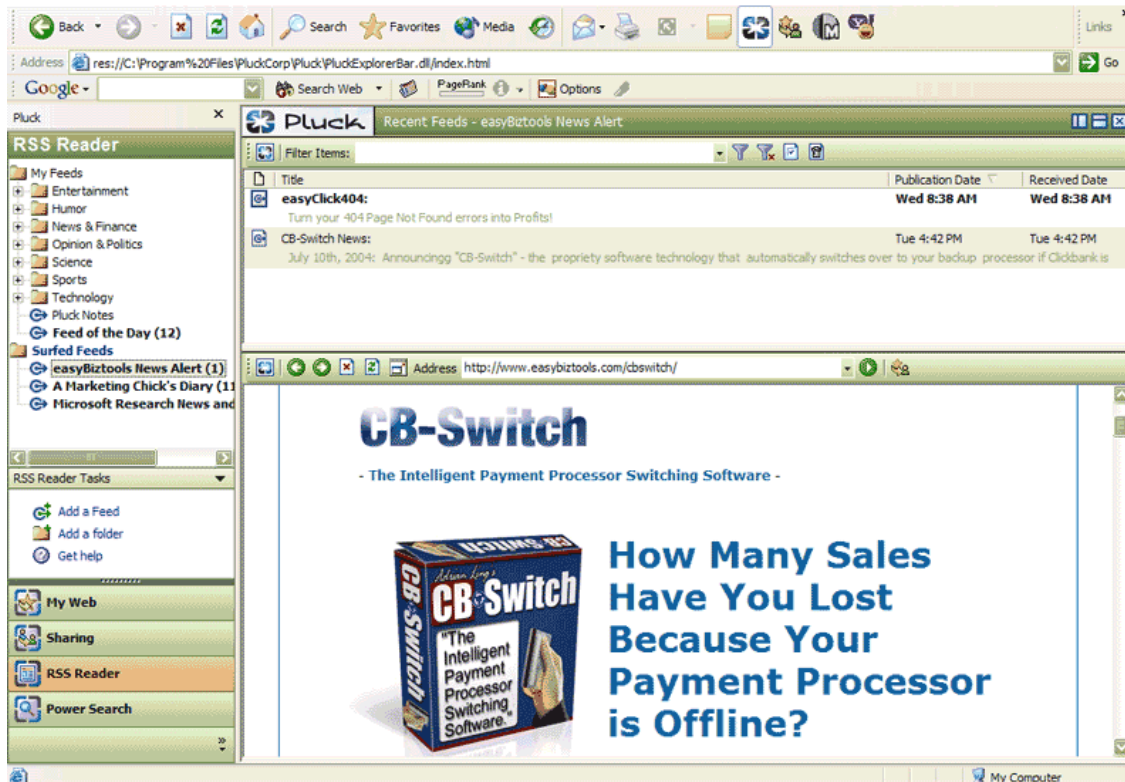 Back Search Favorites Media Links
Address res://C:\Program%20Files\PluckCorp\Pluck\PluckExplorerBar.dll/index.html Go
Google Search Web PageRank Options
Pluck
Pluck Recent Feeds - easyBiztools News Alert
RSS Reader
Filter Items:
My Feeds
Entertainment
Humor
News & Finance
Opinion & Politics
Science
Sports
Technology
Pluck Notes
Feed of the Day (12)
Surfed Feeds
easyBiztools News Alert (1)
A Marketing Chick's Diary (11
Microsoft Research News and
Title Publication Date Received Date
easyClick404: Wed 8:38 AM Wed 8:38 AM
Turn your 404 Page Not Found errors into Profits!
CB-Switch News: Tue 4:42 PM Tue 4:42 PM
July 10th, 2004: Announcingg "CB-Switch" - the propriety software technology that automatically switches over to your backup processor if Clickbank is
Address http://www.easybiztools.com/cbswitch/
RSS Reader Tasks
Add a Feed
Add a folder
Get help
My Web
Sharing
RSS Reader
Power Search
CB-Switch
- The Intelligent Payment Processor Switching Software -
CB-Switch
CB-Switch
Adrian Ling's
CB-Switch
"The
Intelligent
Payment
Processor
Switching
Software."
How Many Sales
Have You Lost
Because Your
Payment Processor
is Offline?
My Computer